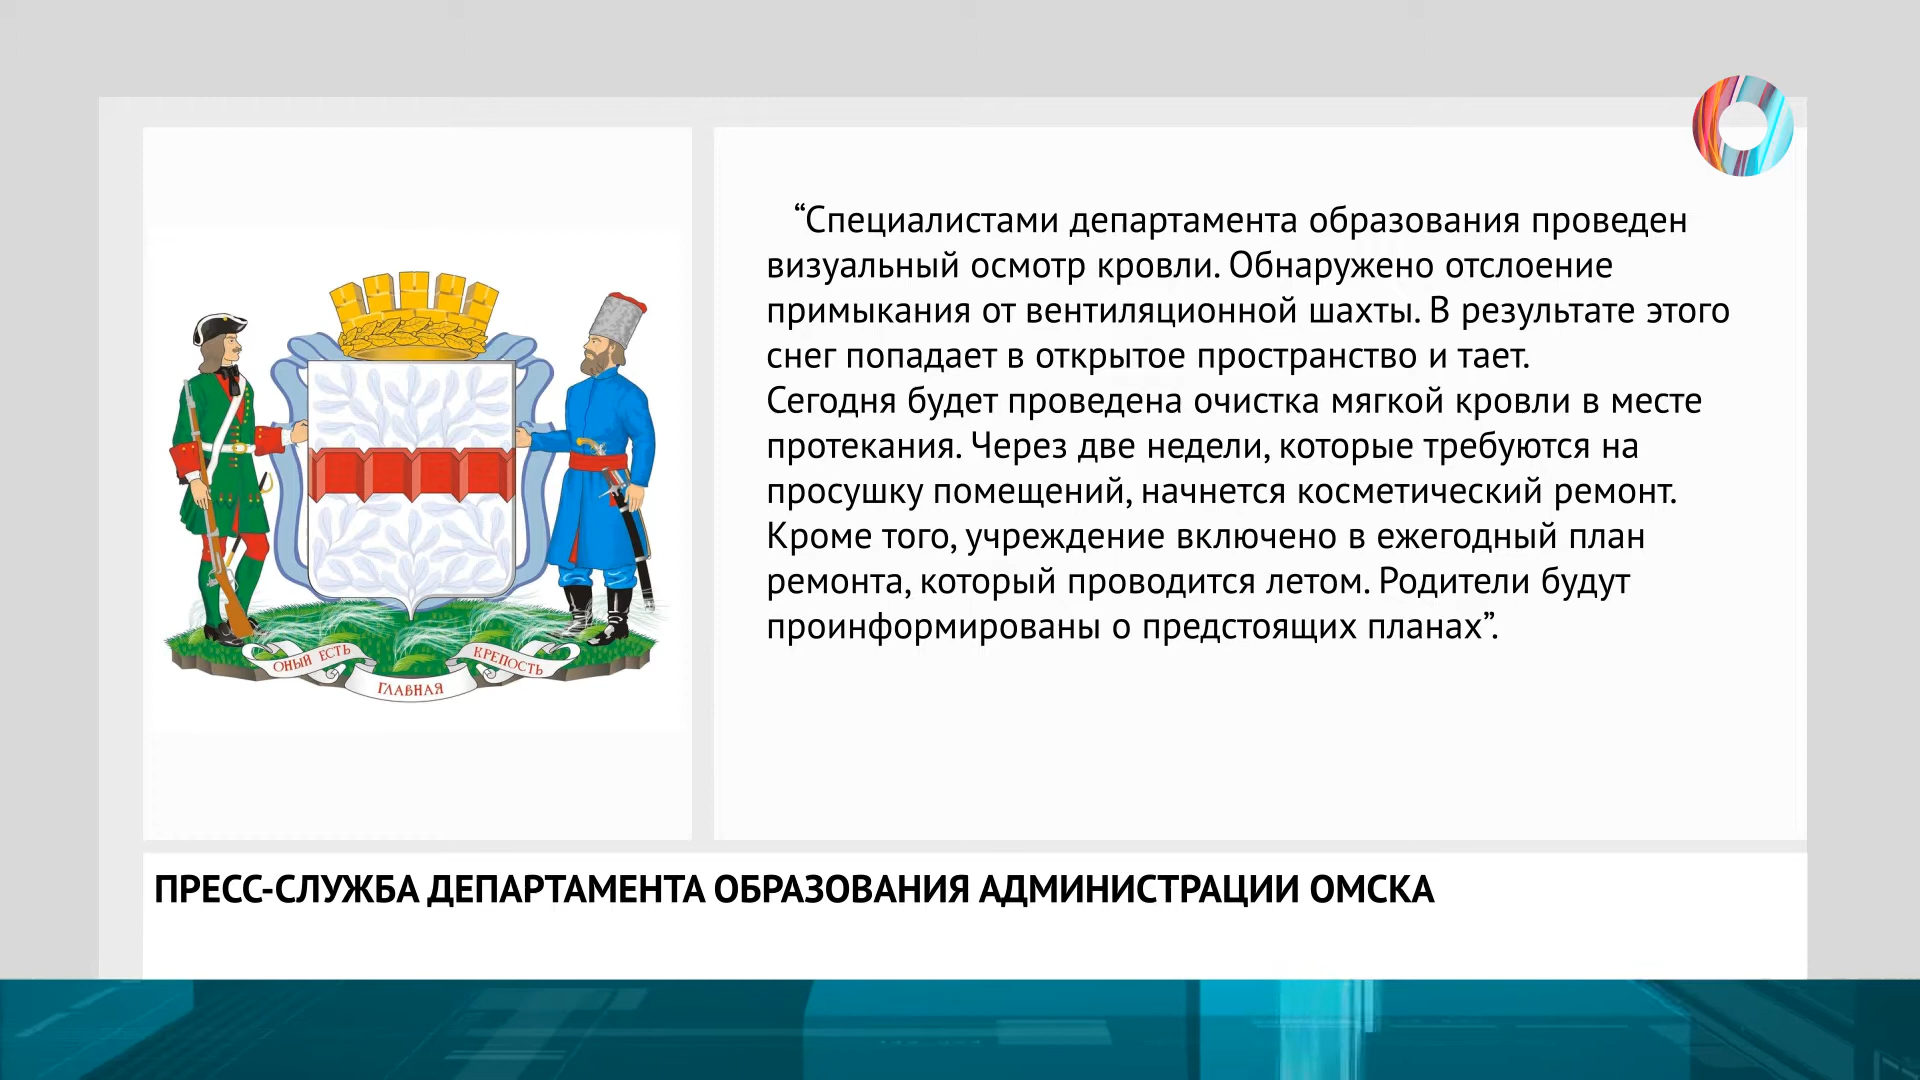 “Специалистами департамента образования проведен
визуальный осмотр кровли. Обнаружено отслоение
примыкания от вентиляционной шахты. В результате этого
снег попадает в открытое пространство и тает.
Сегодня будет проведена очистка мягкой кровли в месте
протекания. Через две недели, которые требуются на
просушку помещений, начнется косметический ремонт.
Кроме того, учреждение включено в ежегодный план
ремонта, который проводится летом. Родители будут
проинформированы о предстоящих планах”.
ОНЫЙ ЕСТЬ
ГЛАВНАЯ
КРЕПОСТЬ
ПРЕСС-СЛУЖБА ДЕПАРТАМЕНТА ОБРАЗОВАНИЯ АДМИНИСТРАЦИИ ОМСКА